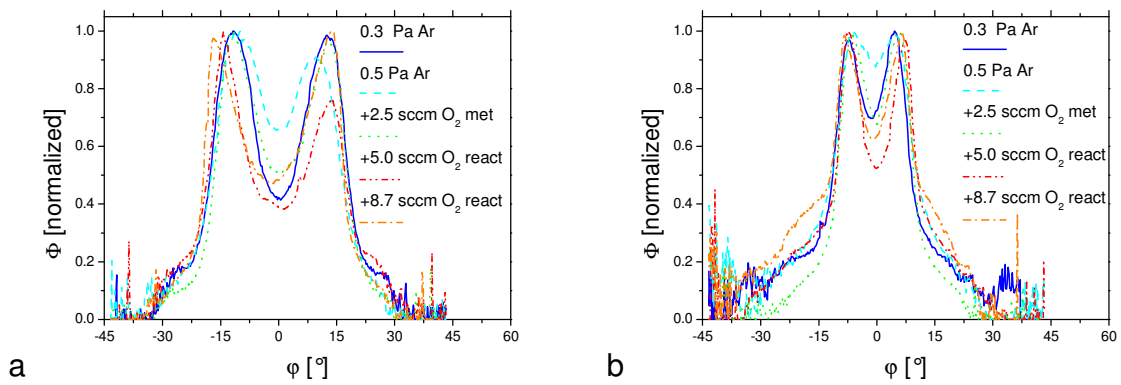 1.0
0.8
0.6
0.4
0.2
0.0
Φ [normalized]
-45 -30 -15 0 15 30 45 60
φ [°]
0.3 Pa Ar
0.5 Pa Ar
+2.5 sccm O₂ met
+5.0 sccm O₂ react
+8.7 sccm O₂ react
a
1.0
0.8
0.6
0.4
0.2
0.0
Φ [normalized]
-45 -30 -15 0 15 30 45 60
φ [°]
0.3 Pa Ar
0.5 Pa Ar
+2.5 sccm O₂ met
+5.0 sccm O₂ react
+8.7 sccm O₂ react
b